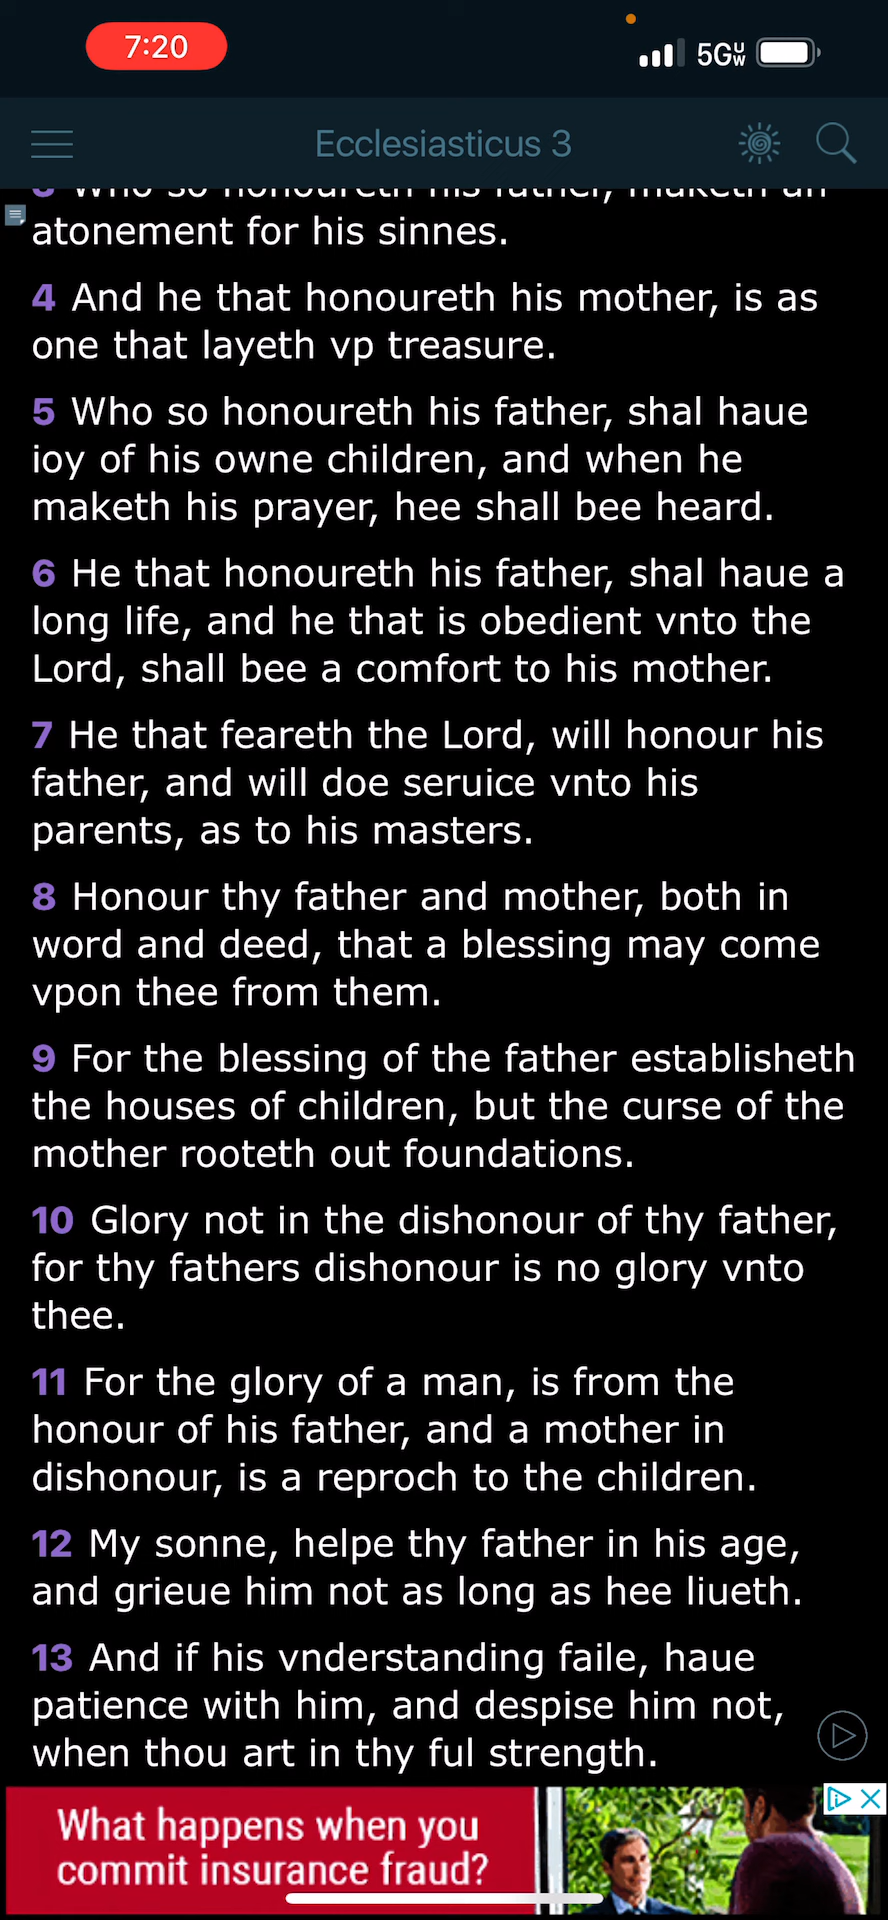 7:20
5G UW
Ecclesiasticus 3
3 Who so honoureth his father, maketh an
atonement for his sinnes.
4 And he that honoureth his mother, is as
one that layeth vp treasure.
5 Who so honoureth his father, shal haue
ioy of his owne children, and when he
maketh his prayer, hee shall bee heard.
6 He that honoureth his father, shal haue a
long life, and he that is obedient vnto the
Lord, shall bee a comfort to his mother.
7 He that feareth the Lord, will honour his
father, and will doe seruice vnto his
parents, as to his masters.
8 Honour thy father and mother, both in
word and deed, that a blessing may come
vpon thee from them.
9 For the blessing of the father establisheth
the houses of children, but the curse of the
mother rooteth out foundations.
10 Glory not in the dishonour of thy father,
for thy fathers dishonour is no glory vnto
thee.
11 For the glory of a man, is from the
honour of his father, and a mother in
dishonour, is a reproch to the children.
12 My sonne, helpe thy father in his age,
and grieue him not as long as hee liueth.
13 And if his vnderstanding faile, haue
patience with him, and despise him not,
when thou art in thy ful strength.
What happens when you
commit insurance fraud?